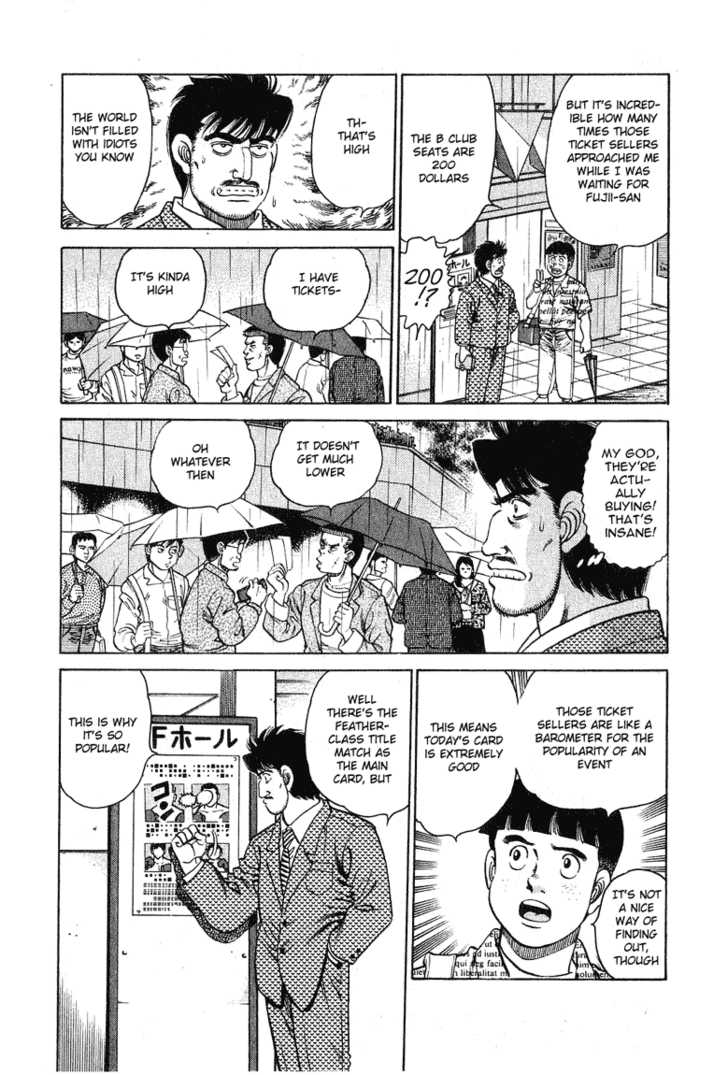 BUT IT'S INCRED-
IBLE HOW MANY
TIMES THOSE
TICKET SELLERS
APPROACHED ME
WHILE I WAS
WAITING FOR
FUJII-SAN
THE B CLUB
SEATS ARE
200
DOLLARS
200
!?
ホール
TH-
THAT'S
HIGH
THE WORLD
ISN'T FILLED
WITH IDIOTS
YOU KNOW
I HAVE
TICKETS-
IT'S KINDA
HIGH
MY GOD,
THEY'RE
ACTU-
ALLY
BUYING!
THAT'S
INSANE!
IT DOESN'T
GET MUCH
LOWER
OH
WHATEVER
THEN
THOSE TICKET
SELLERS ARE LIKE A
BAROMETER FOR THE
POPULARITY OF AN
EVENT
THIS MEANS
TODAY'S CARD
IS EXTREMELY
GOOD
IT'S NOT
A NICE
WAY OF
FINDING
OUT,
THOUGH
ut
qui
liberalitat
WELL
THERE'S THE
FEATHER-
CLASS TITLE
MATCH AS
THE MAIN
CARD, BUT
THIS IS WHY
IT'S SO
POPULAR!
Fホール
コン